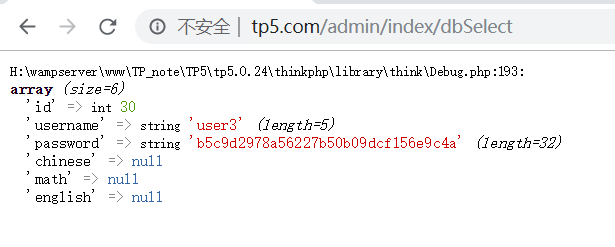 不安全 | tp5.com/admin/index/dbSelect
H:\wampserver\www\TP_note\TP5\tp5.0.24\thinkphp\library\think\Debug.php:193:
array (size=6)
'id' => int 30
'username' => string 'user3' (length=5)
'password' => string 'b5c9d2978a56227b50b09dcf156e9c4a' (length=32)
'chinese' => null
'math' => null
'english' => null